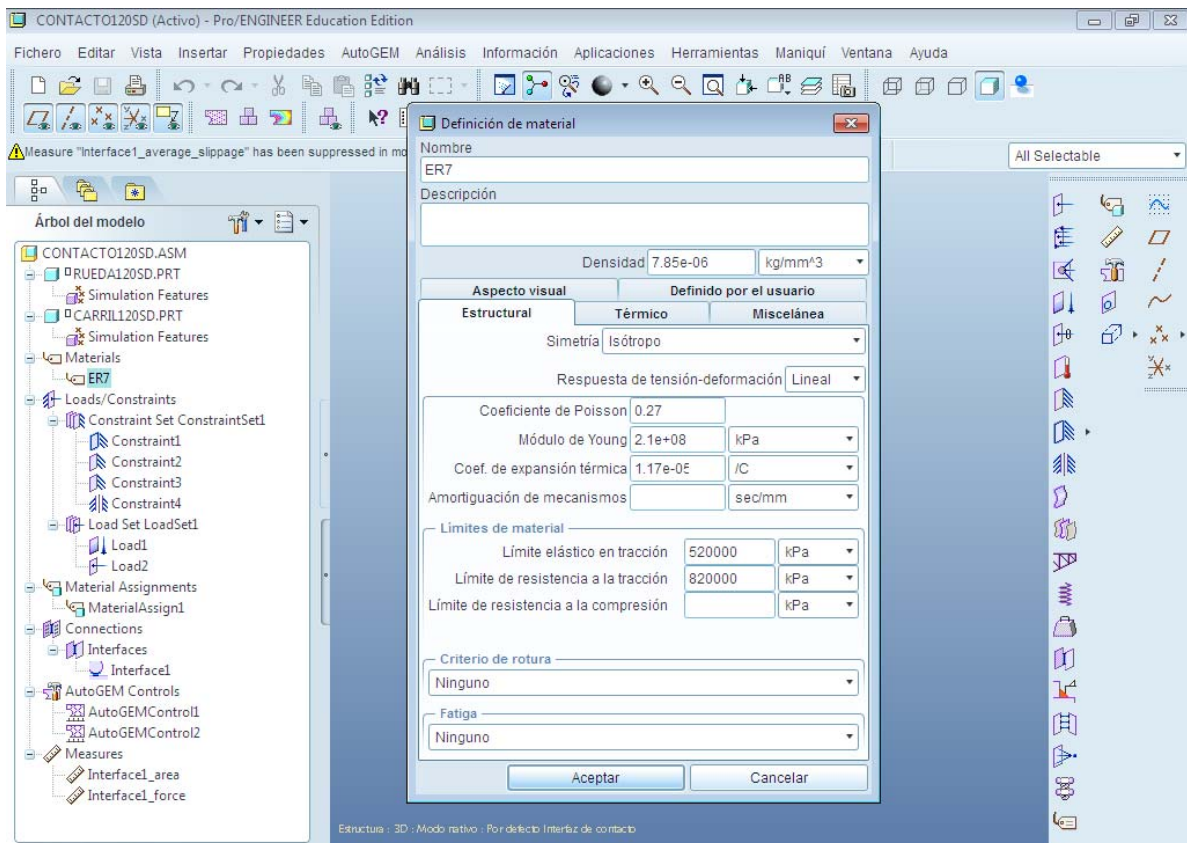 CONTACTO120SD (Activo) - Pro/ENGINEER Education Edition
Fichero Editar Vista Insertar Propiedades AutoGEM Análisis Información Aplicaciones Herramientas Maniquí Ventana Ayuda
Measure "Interface1_average_slippage" has been suppressed in mo
All Selectable
Árbol del modelo
CONTACTO120SD.ASM
RUEDA120SD.PRT
Simulation Features
CARRIL120SD.PRT
Simulation Features
Materials
ER7
Loads/Constraints
Constraint Set ConstraintSet1
Constraint1
Constraint2
Constraint3
Constraint4
Load Set LoadSet1
Load1
Load2
Material Assignments
MaterialAssign1
Connections
Interfaces
Interface1
AutoGEM Controls
AutoGEMControl1
AutoGEMControl2
Measures
Interface1_area
Interface1_force
Definición de material
Nombre
ER7
Descripción
Densidad 7.85e-06 kg/mm^3
Aspecto visual Definido por el usuario
Estructural Térmico Miscelánea
Simetría Isótropo
Respuesta de tensión-deformación Lineal
Coeficiente de Poisson 0.27
Módulo de Young 2.1e+08 kPa
Coef. de expansión térmica 1.17e-05 /C
Amortiguación de mecanismos sec/mm
Límites de material
Límite elástico en tracción 520000 kPa
Límite de resistencia a la tracción 820000 kPa
Límite de resistencia a la compresión kPa
Criterio de rotura
Ninguno
Fatiga
Ninguno
Aceptar Cancelar
Estructura : 3D : Modo nativo : Por defecto Interfaz de contacto